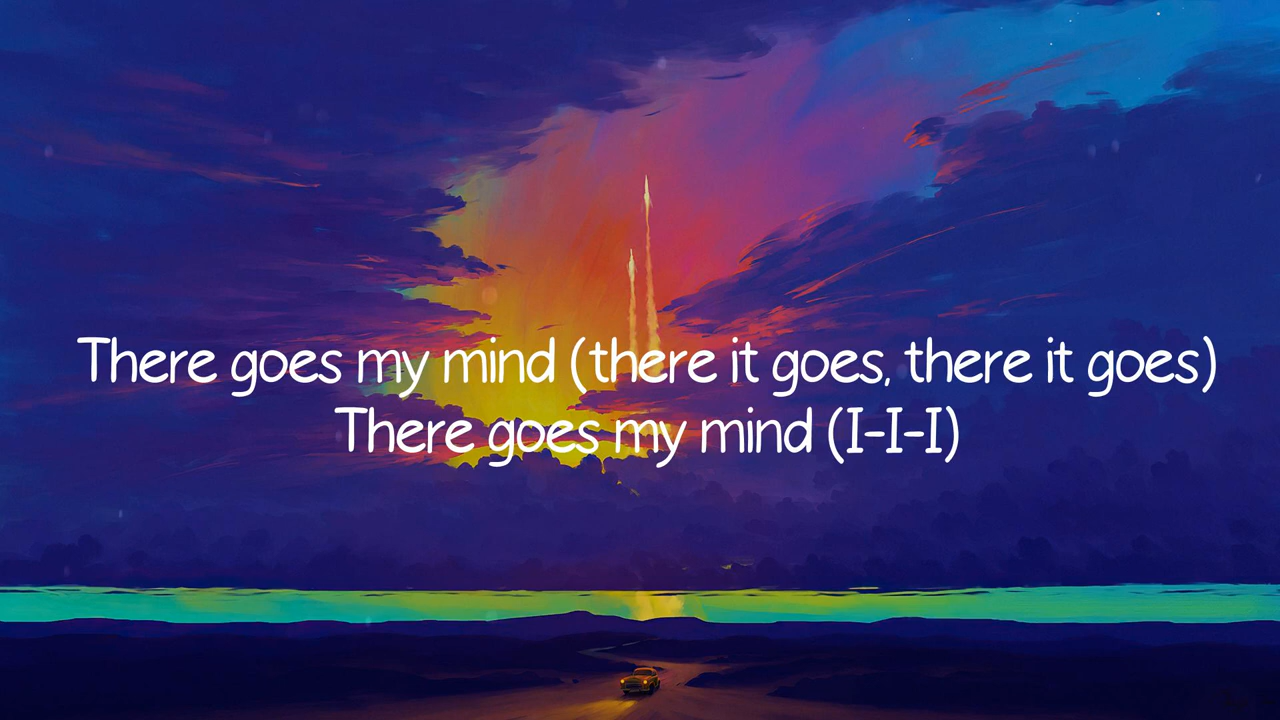 There goes my mind (there it goes, there it goes)
There goes my mind (I-I-I)